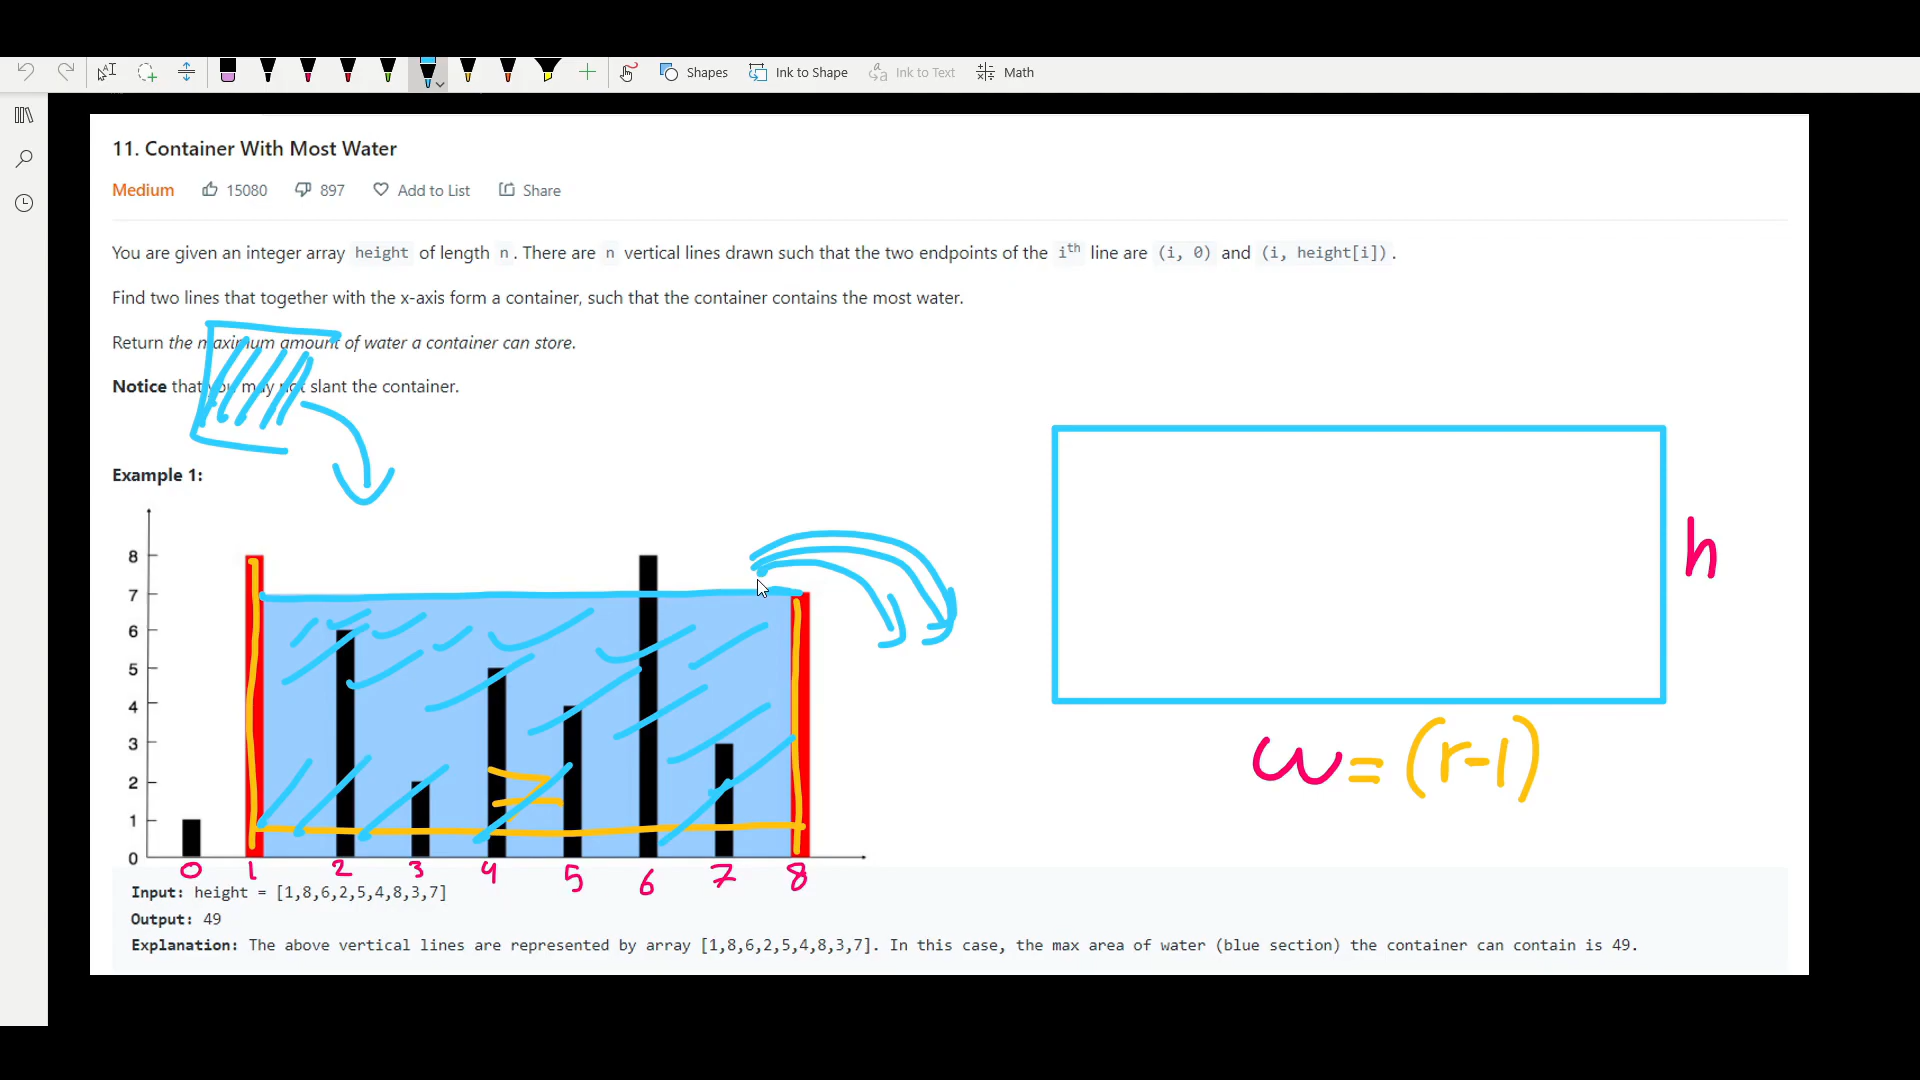 Shapes Ink to Shape Ink to Text Math
11. Container With Most Water
Medium 15080 897 Add to List Share
You are given an integer array height of length n. There are n vertical lines drawn such that the two endpoints of the ith line are (i, 0) and (i, height[i]).
Find two lines that together with the x-axis form a container, such that the container contains the most water.
Return the maximum amount of water a container can store.
Notice that you may not slant the container.
Example 1:
8
7
6
5
4
3
2
1
0
0 1 2 3 4 5 6 7 8
h
w = (r-l)
Input: height = [1,8,6,2,5,4,8,3,7]
Output: 49
Explanation: The above vertical lines are represented by array [1,8,6,2,5,4,8,3,7]. In this case, the max area of water (blue section) the container can contain is 49.